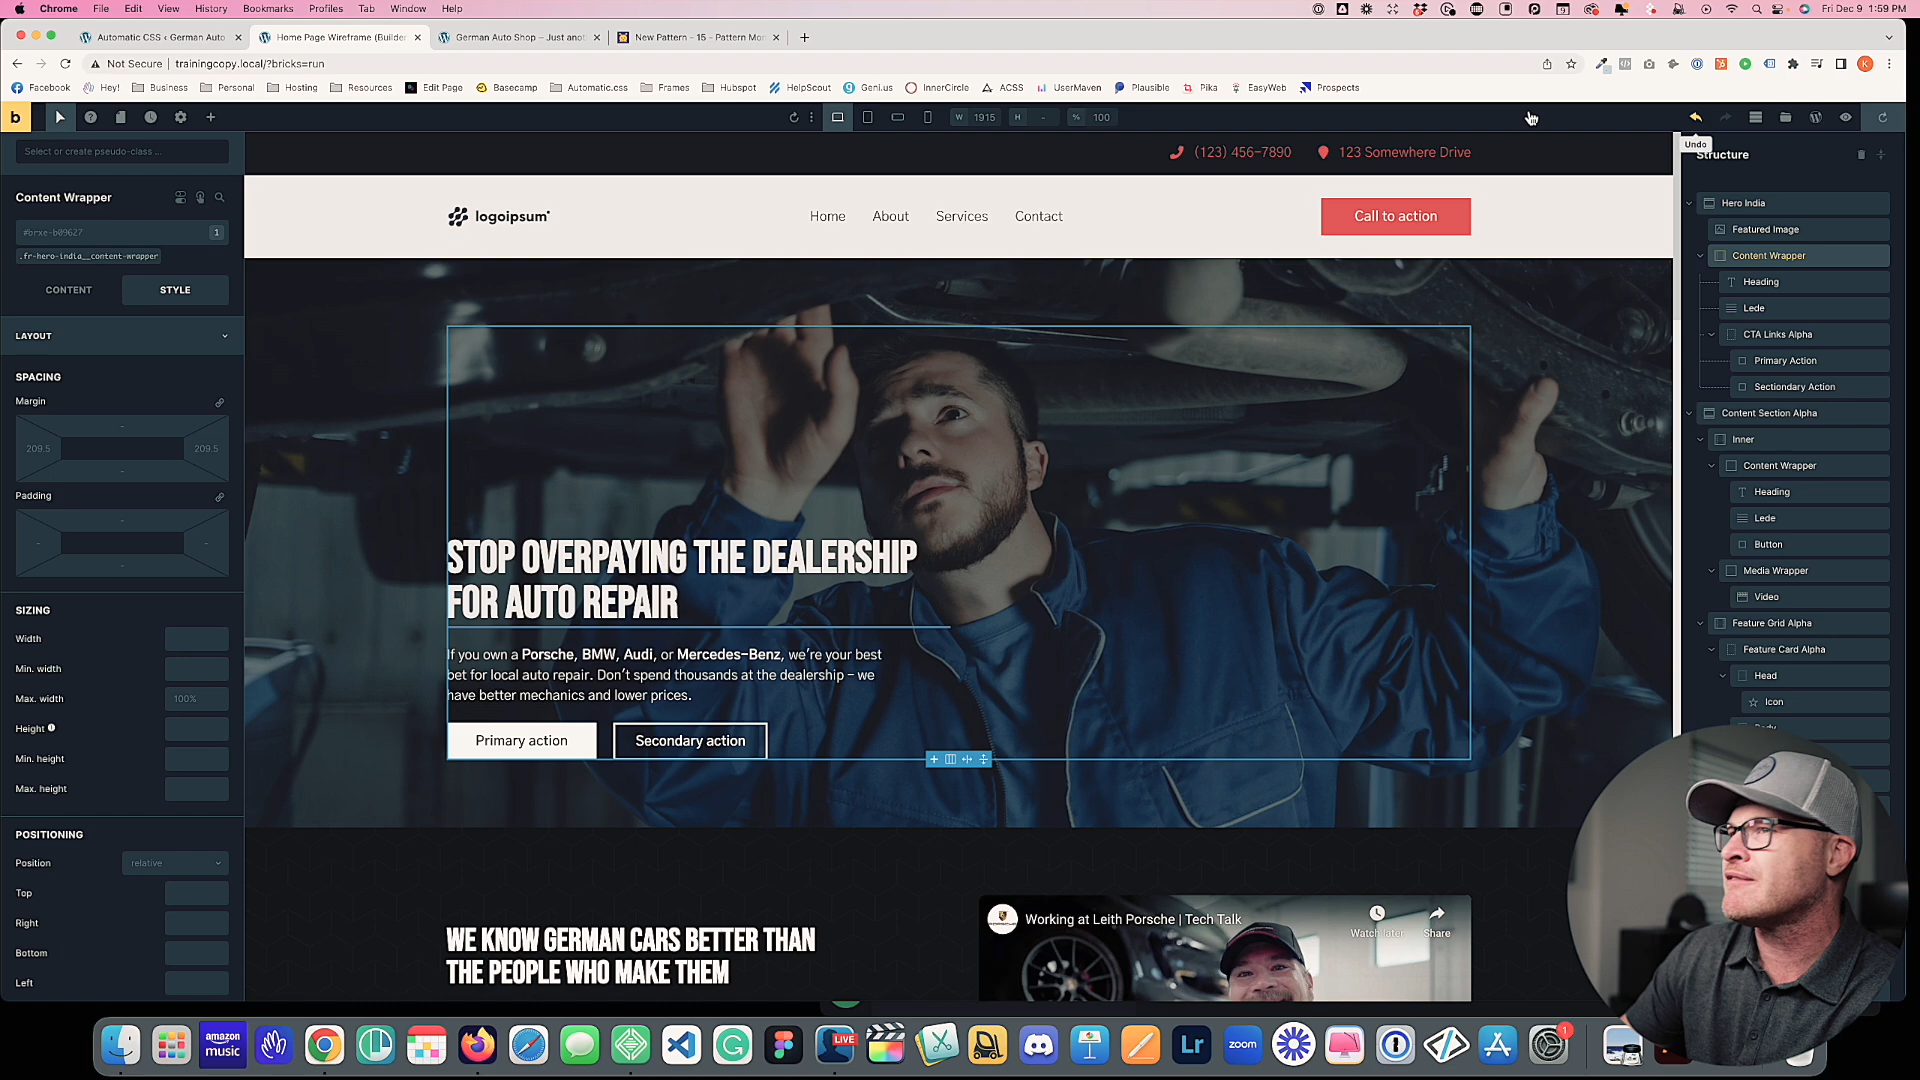 Chrome File Edit View History Bookmarks Profiles Tab Window Help
Fri Dec 9 1:59 PM
Automatic CSS ‹ German Auto
Home Page Wireframe (Builder
German Auto Shop – Just anot
New Pattern - 15 - Pattern Mon
Not Secure
trainingcopy.local/?bricks=run
Facebook
Hey!
Business
Personal
Hosting
Resources
Edit Page
Basecamp
Automatic.css
Frames
Hubspot
HelpScout
Geni.us
InnerCircle
ACSS
UserMaven
Plausible
Pika
EasyWeb
Prospects
b
W 1915 H - % 100
Undo
Select or create pseudo-class ...
Content Wrapper
#brxe-b09627
1
.fr-hero-india__content-wrapper
CONTENT
STYLE
LAYOUT
SPACING
Margin
-
209.5
209.5
-
Padding
-
- -
-
SIZING
Width
Min. width
Max. width
100%
Height
Min. height
Max. height
POSITIONING
Position
relative
Top
Right
Bottom
Left
(123) 456-7890
123 Somewhere Drive
logoipsum
Home
About
Services
Contact
Call to action
STOP OVERPAYING THE DEALERSHIP
FOR AUTO REPAIR
If you own a Porsche, BMW, Audi, or Mercedes-Benz, we're your best
bet for local auto repair. Don't spend thousands at the dealership – we
have better mechanics and lower prices.
Primary action
Secondary action
WE KNOW GERMAN CARS BETTER THAN
THE PEOPLE WHO MAKE THEM
Working at Leith Porsche | Tech Talk
Watch later
Share
Structure
Hero India
Featured Image
Content Wrapper
Heading
Lede
CTA Links Alpha
Primary Action
Sectiondary Action
Content Section Alpha
Inner
Content Wrapper
Heading
Lede
Button
Media Wrapper
Video
Feature Grid Alpha
Feature Card Alpha
Head
Icon
amazon
music
LIVE
Lr
zoom
1